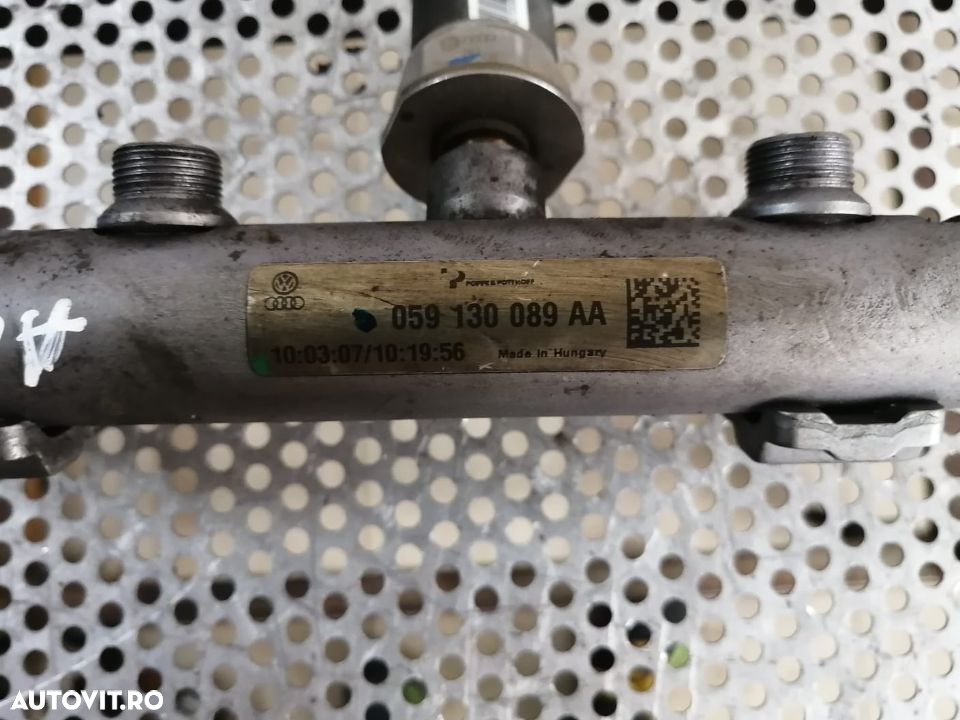 POPPE & POTTHOFF
059 130 089 AA
10:03:07/10:19:56 Made in Hungary
AUTOVIT.RO